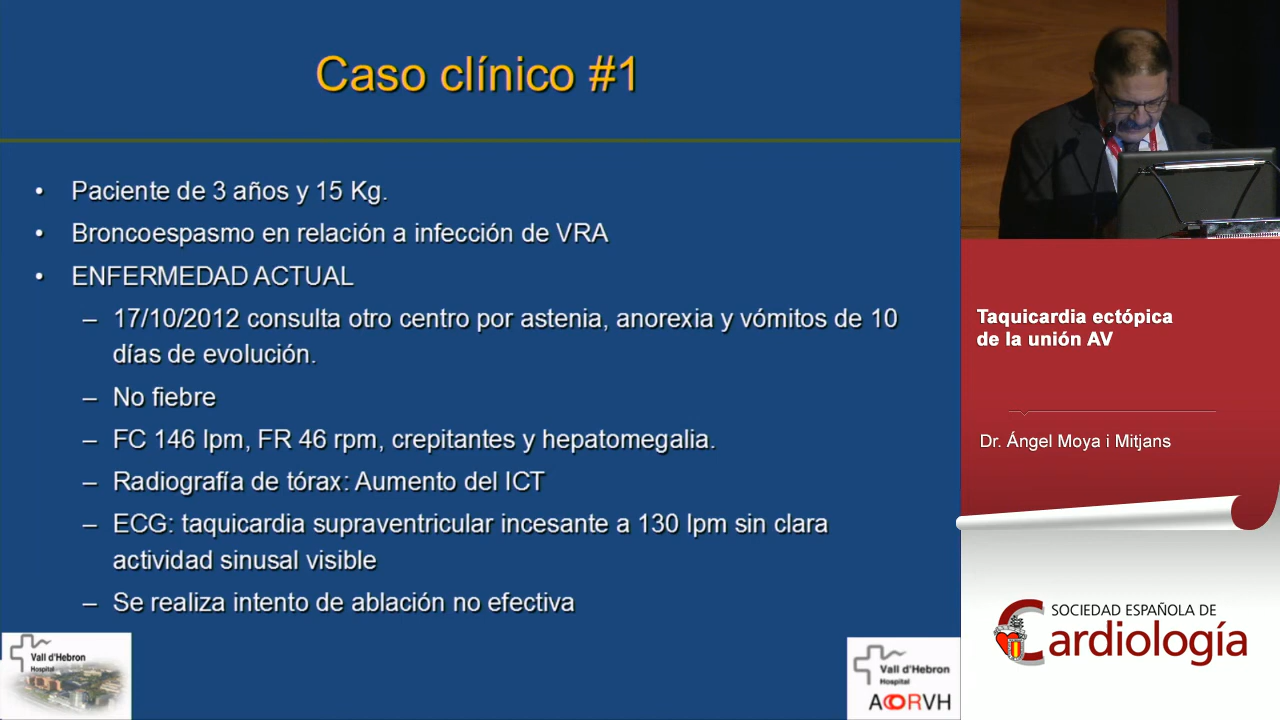 Caso clínico #1
• Paciente de 3 años y 15 Kg.
• Broncoespasmo en relación a infección de VRA
• ENFERMEDAD ACTUAL
– 17/10/2012 consulta otro centro por astenia, anorexia y vómitos de 10
días de evolución.
– No fiebre
– FC 146 lpm, FR 46 rpm, crepitantes y hepatomegalia.
– Radiografía de tórax: Aumento del ICT
– ECG: taquicardia supraventricular incesante a 130 lpm sin clara
actividad sinusal visible
– Se realiza intento de ablación no efectiva
Vall d'Hebron
Hospital
Vall d'Hebron
Hospital
ACORVH
Taquicardia ectópica
de la unión AV
Dr. Ángel Moya i Mitjans
SOCIEDAD ESPAÑOLA DE
Cardiología